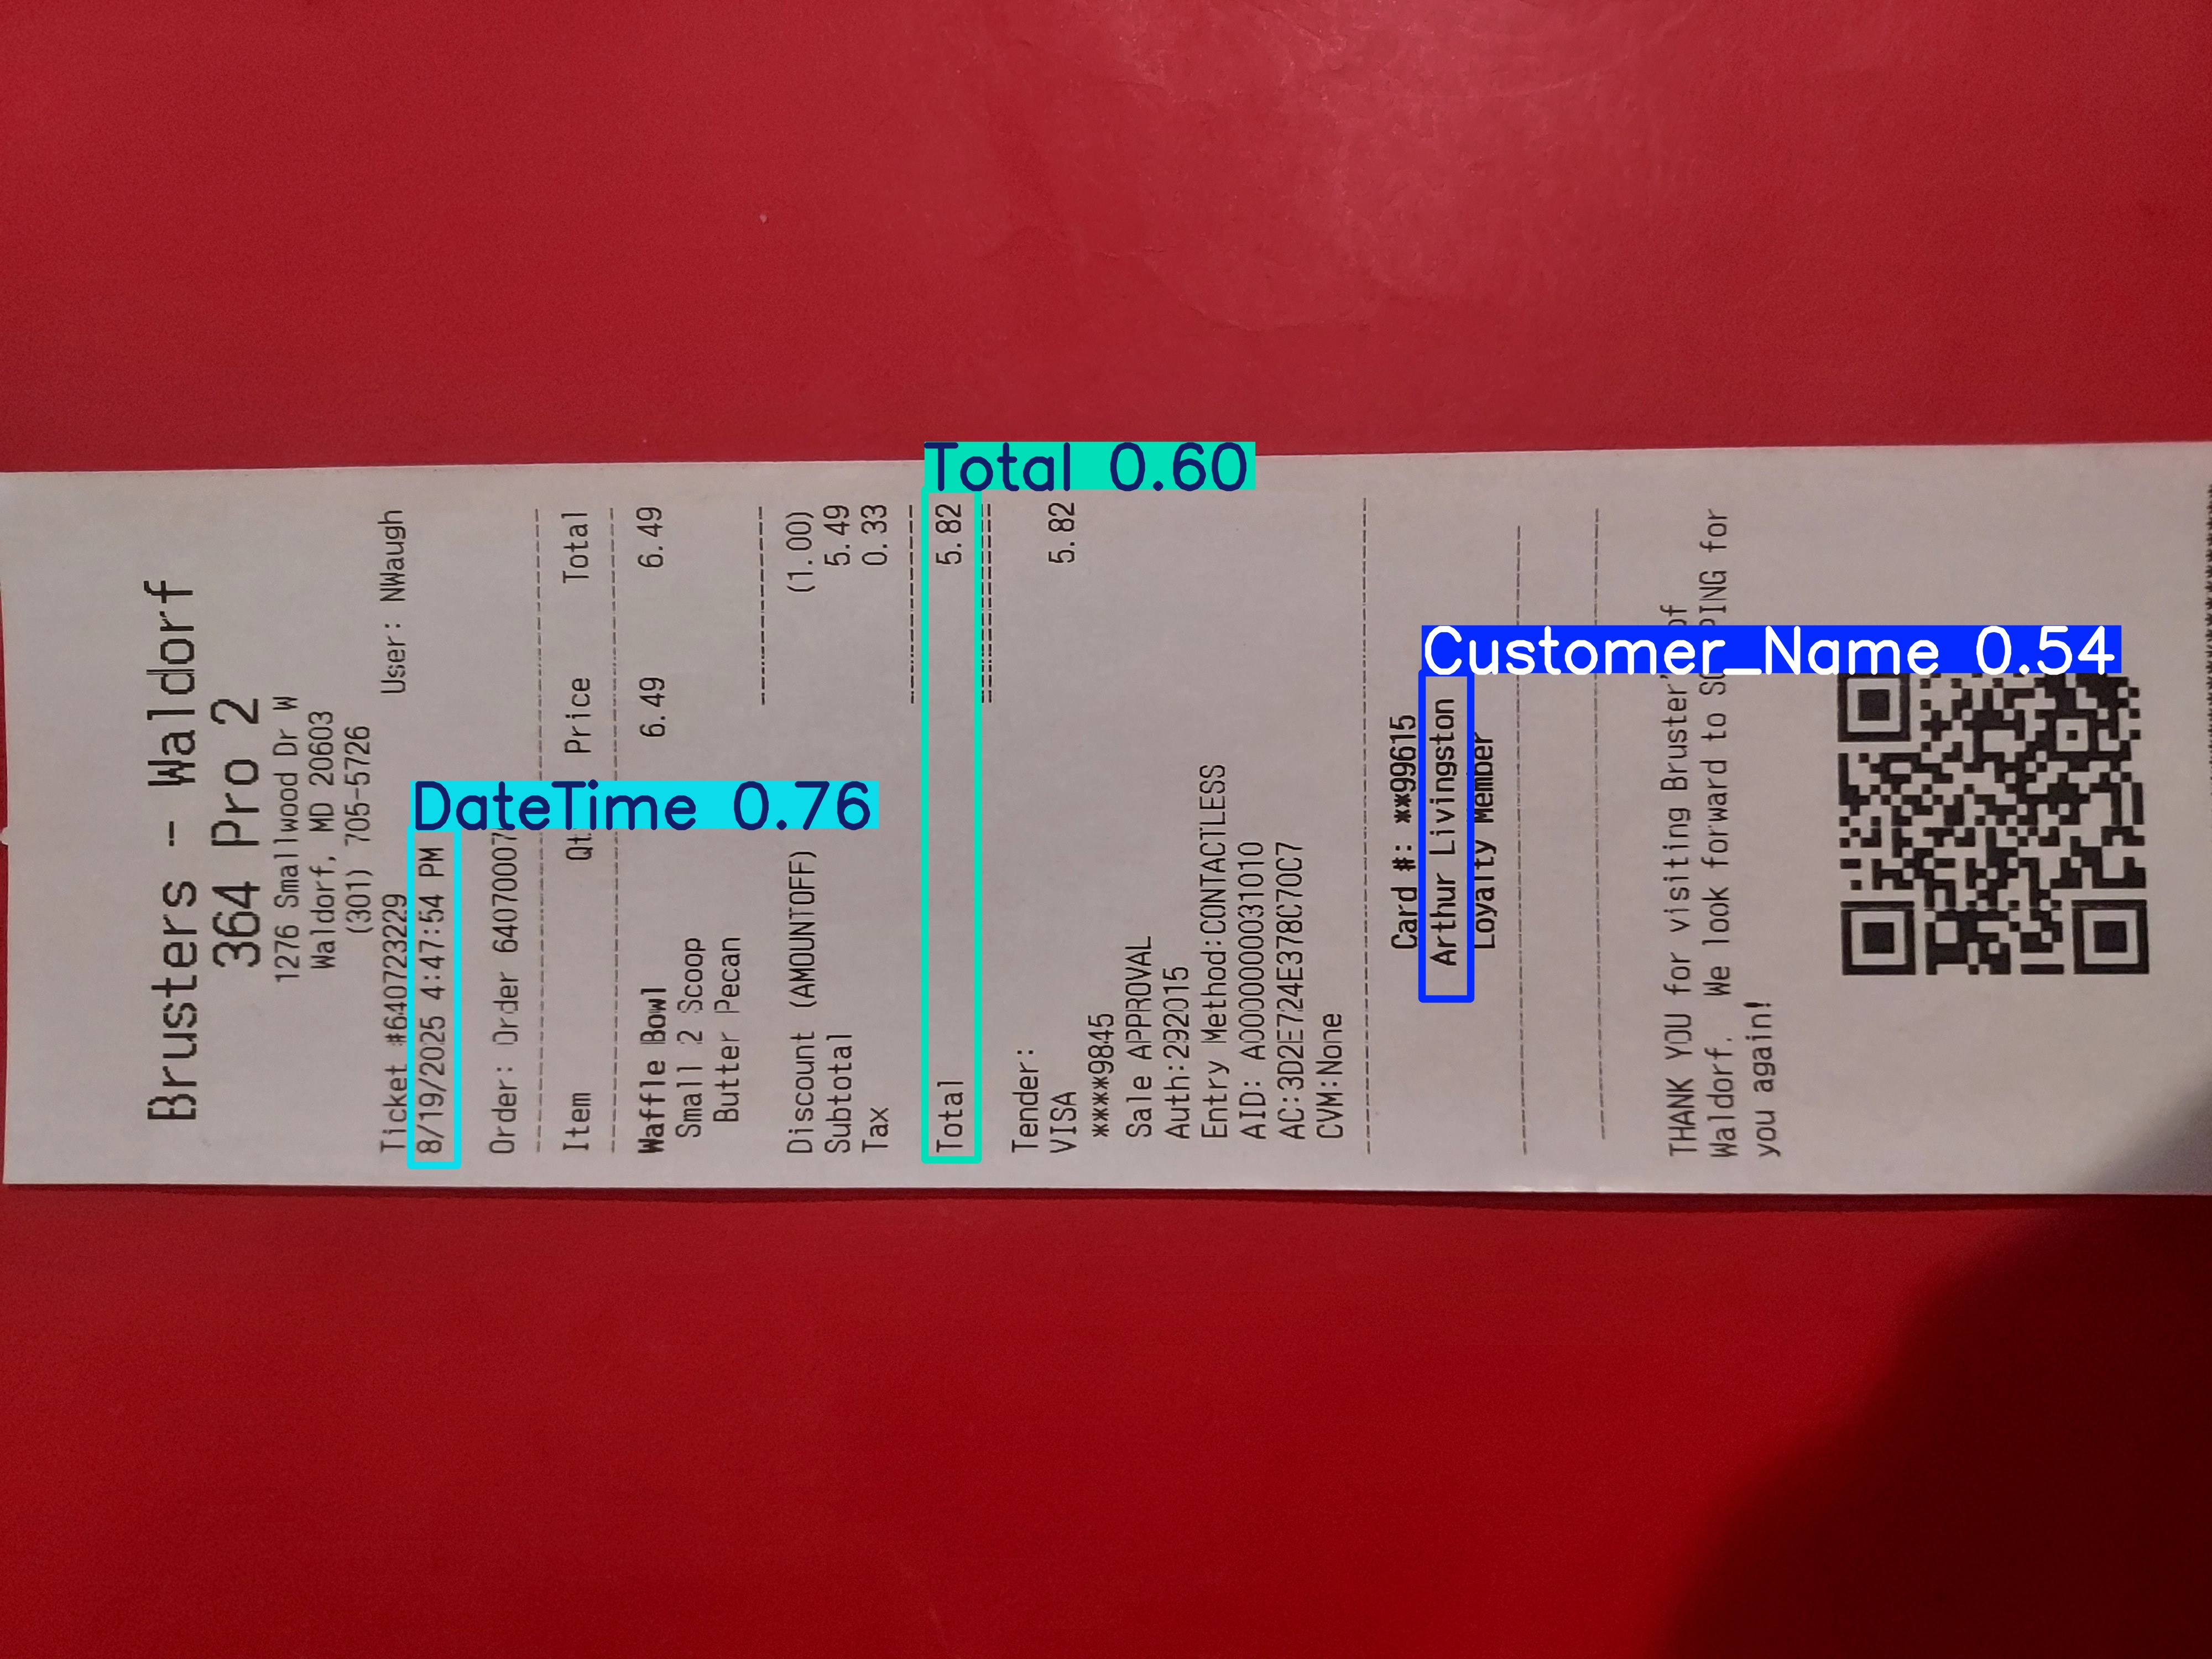 Brusters - Waldorf
364 Pro 2
1276 Smallwood Dr W
Waldorf, MD 20603
(301) 705-5726
Ticket #640723229 User: NWaugh
8/19/2025 4:47:54 PM
DateTime 0.76
Order: Order 640700074
Item Qt Price Total
Waffle Bowl 6.49 6.49
Small 2 Scoop
Butter Pecan
Discount (AMOUNTOFF) (1.00)
Subtotal 5.49
Tax 0.33
Total 0.60
Total 5.82
Tender:
VISA 5.82
****9845
Sale APPROVAL
Auth:292015
Entry Method:CONTACTLESS
AID: A0000000031010
AC:3D2E724E378C70C7
CVM:None
Card #: **99615
Customer_Name 0.54
Arthur Livingston
Loyalty Member
THANK YOU for visiting Bruster' of
Waldorf. We look forward to SC PING for
you again!